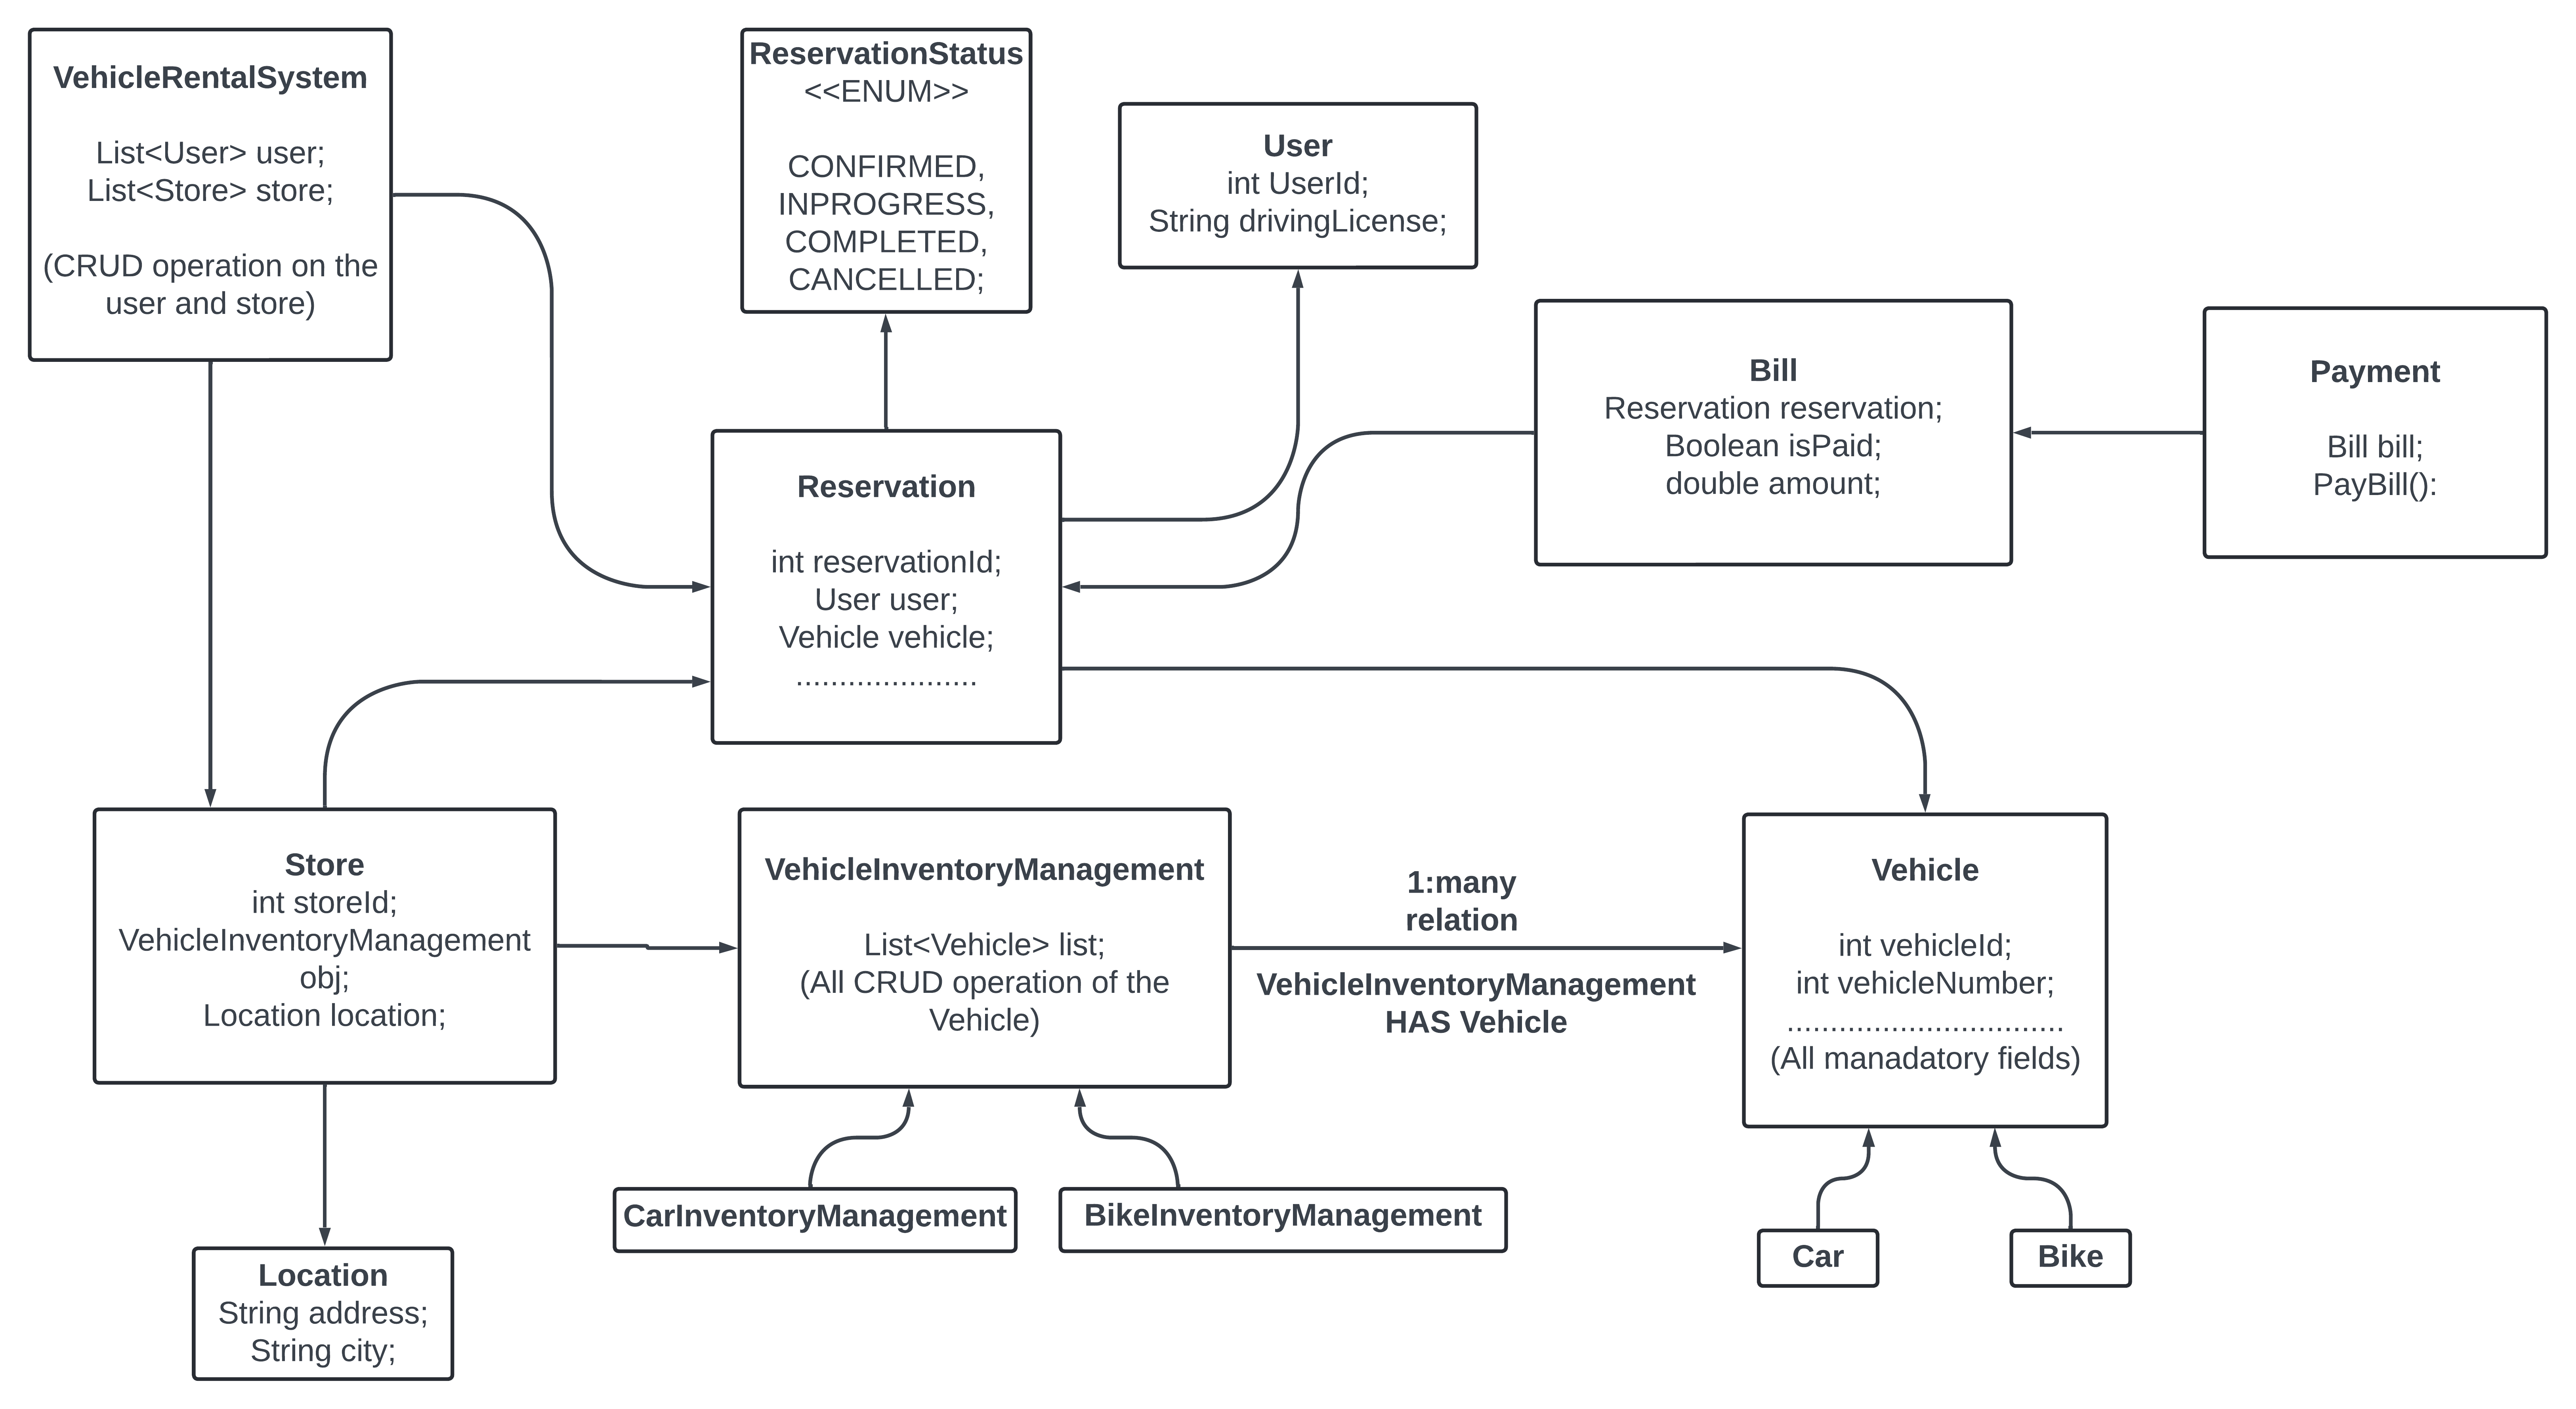 VehicleRentalSystem
List<User> user;
List<Store> store;
(CRUD operation on the
user and store)
ReservationStatus
<<ENUM>>
CONFIRMED,
INPROGRESS,
COMPLETED,
CANCELLED;
User
int UserId;
String drivingLicense;
Bill
Reservation reservation;
Boolean isPaid;
double amount;
Payment
Bill bill;
PayBill():
Reservation
int reservationId;
User user;
Vehicle vehicle;
.....................
Store
int storeId;
VehicleInventoryManagement
obj;
Location location;
VehicleInventoryManagement
List<Vehicle> list;
(All CRUD operation of the
Vehicle)
1:many
relation
VehicleInventoryManagement
HAS Vehicle
Vehicle
int vehicleId;
int vehicleNumber;
................................
(All manadatory fields)
CarInventoryManagement
BikeInventoryManagement
Car
Bike
Location
String address;
String city;